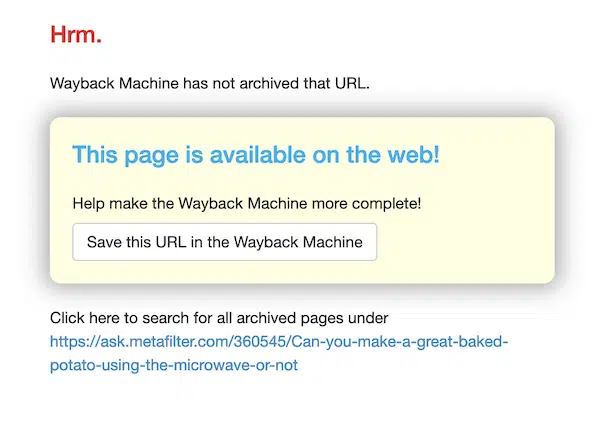 Hrm.
Wayback Machine has not archived that URL.
This page is available on the web!
Help make the Wayback Machine more complete!
Save this URL in the Wayback Machine
Click here to search for all archived pages under
https://ask.metafilter.com/360545/Can-you-make-a-great-baked-
potato-using-the-microwave-or-not